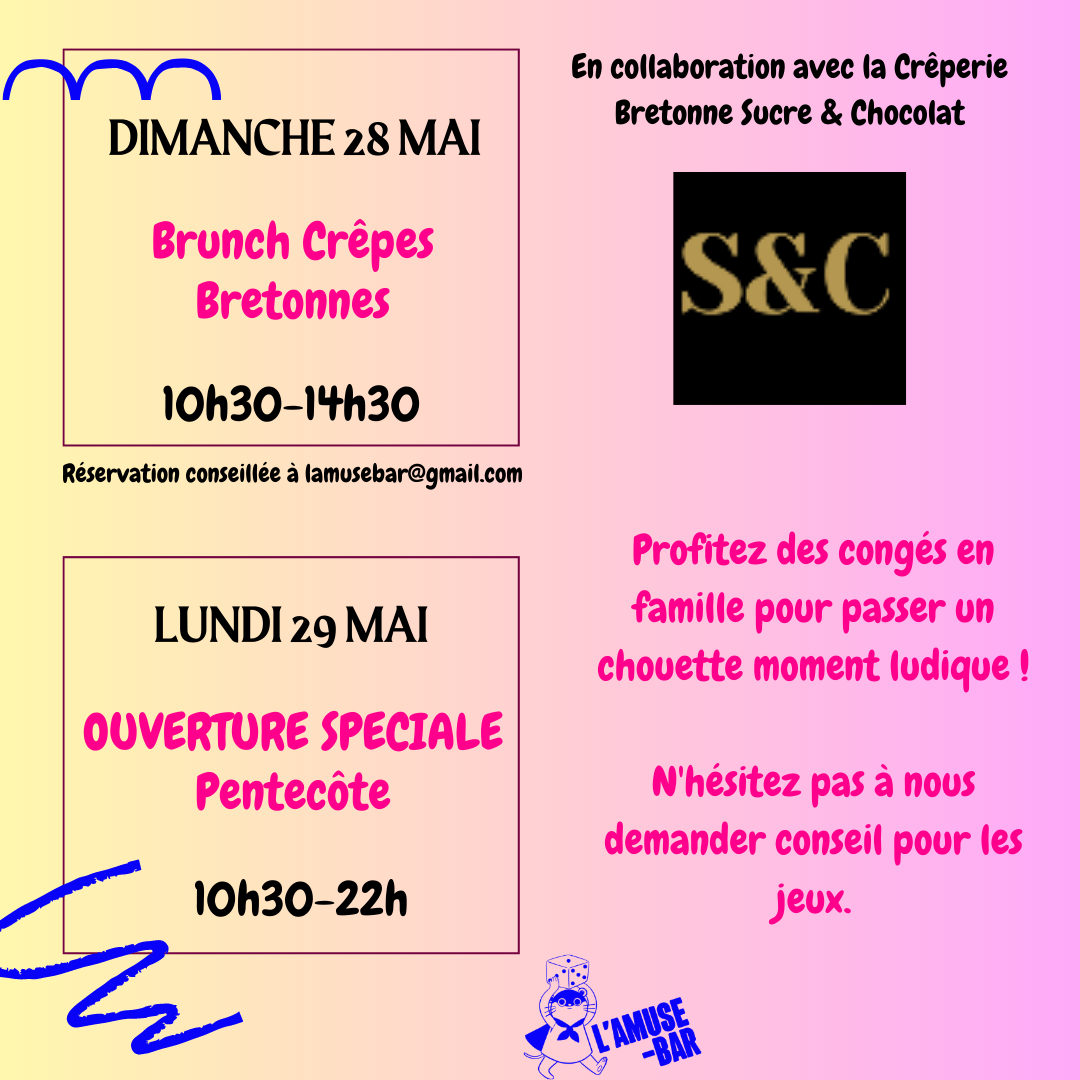 DIMANCHE 28 MAI
Brunch Crêpes
Bretonnes
10h30-14h30
Réservation conseillée à lamusebar@gmail.com
En collaboration avec la Crêperie
Bretonne Sucre & Chocolat
S&C
LUNDI 29 MAI
OUVERTURE SPECIALE
Pentecôte
10h30-22h
Profitez des congés en
famille pour passer un
chouette moment ludique !
N'hésitez pas à nous
demander conseil pour les
jeux.
L'AMUSE
-BAR